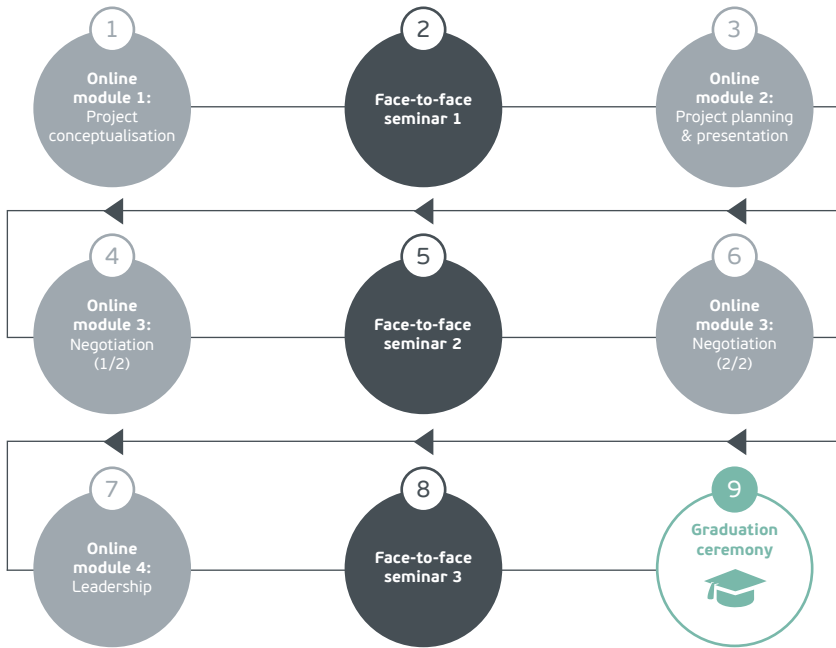 1
Online
module 1:
Project
conceptualisation
2
Face-to-face
seminar 1
3
Online
module 2:
Project planning
& presentation
4
Online
module 3:
Negotiation
(1/2)
5
Face-to-face
seminar 2
6
Online
module 3:
Negotiation
(2/2)
7
Online
module 4:
Leadership
8
Face-to-face
seminar 3
9
Graduation
ceremony